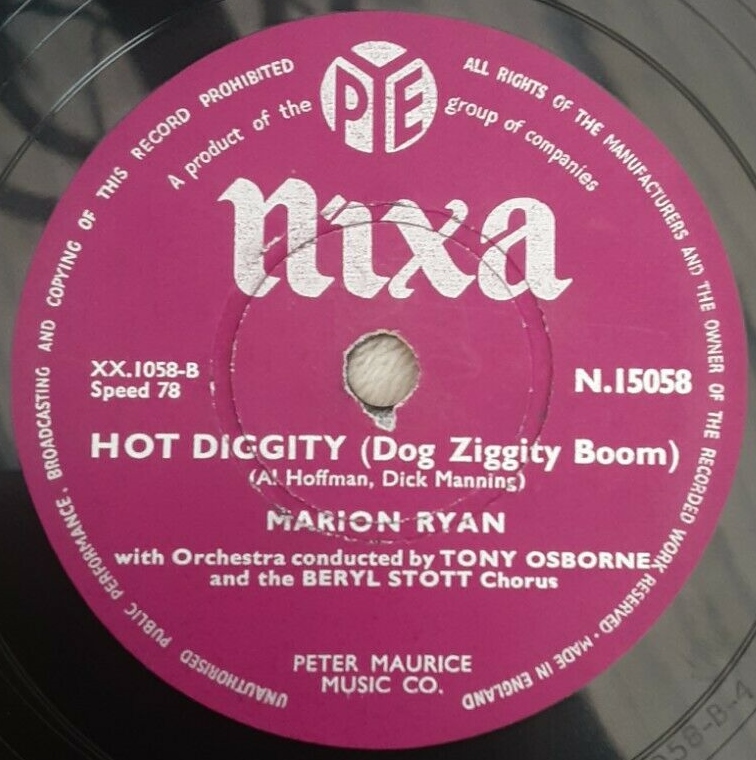 UNAUTHORISED PUBLIC PERFORMANCE, BROADCASTING AND COPYING OF THIS RECORD PROHIBITED
ALL RIGHTS OF THE MANUFACTURERS AND THE OWNER OF THE RECORDED WORK RESERVED · MADE IN ENGLAND
A product of the PYE group of companies
Nixa
XX.1058-B
Speed 78
N.15058
HOT DIGGITY (Dog Ziggity Boom)
(Al Hoffman, Dick Manning)
MARION RYAN
with Orchestra conducted by TONY OSBORNE
and the BERYL STOTT Chorus
PETER MAURICE
MUSIC CO.